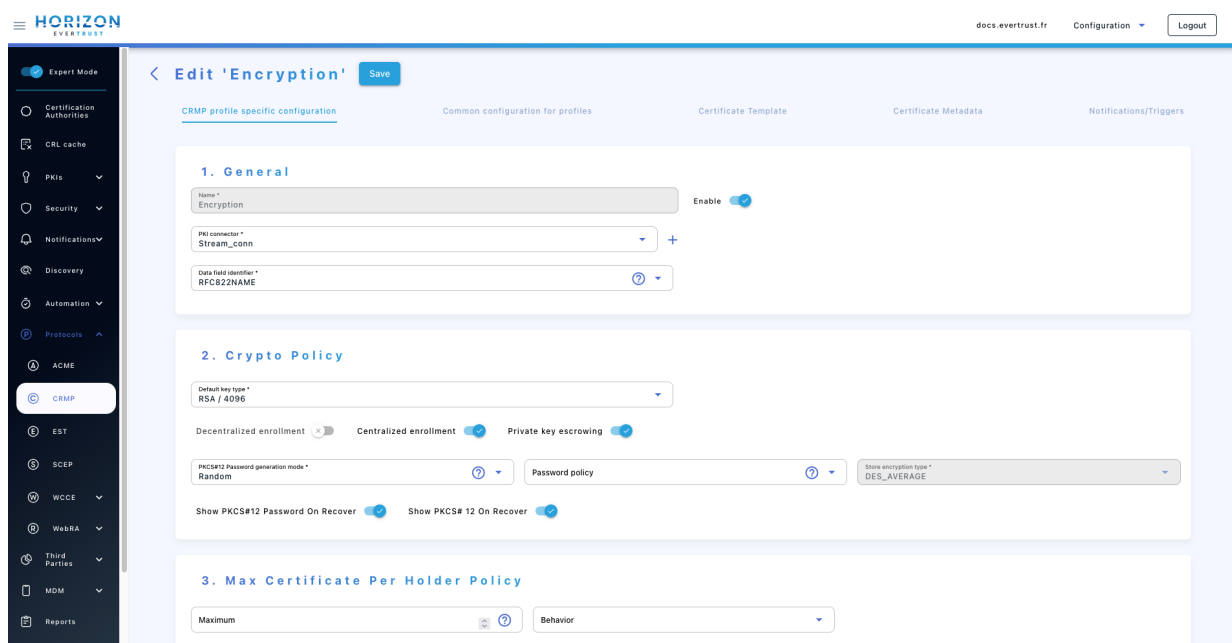 HORIZON
EVERTRUST
docs.evertrust.fr
Configuration
Logout
Expert Mode
Certification
Authorities
CRL cache
PKIs
Security
Notifications
Discovery
Automation
Protocols
ACME
CRMP
EST
SCEP
WCCE
WebRA
Third
Parties
MDM
Reports
Edit 'Encryption'
Save
CRMP profile specific configuration
Common configuration for profiles
Certificate Template
Certificate Metadata
Notifications/Triggers
1. General
Name *
Encryption
Enable
PKI connector *
Stream_conn
Data field identifier *
RFC822NAME
2. Crypto Policy
Default key type *
RSA / 4096
Decentralized enrollment
Centralized enrollment
Private key escrowing
PKCS#12 Password generation mode *
Random
Password policy
Store encryption type *
DES_AVERAGE
Show PKCS#12 Password On Recover
Show PKCS# 12 On Recover
3. Max Certificate Per Holder Policy
Maximum
Behavior